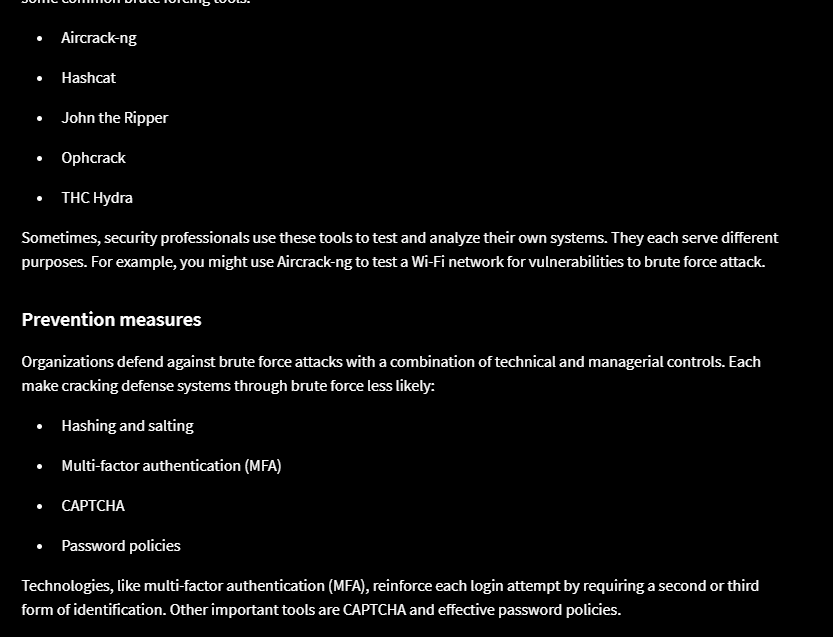 some common brute forcing tools.
• Aircrack-ng
• Hashcat
• John the Ripper
• Ophcrack
• THC Hydra
Sometimes, security professionals use these tools to test and analyze their own systems. They each serve different
purposes. For example, you might use Aircrack-ng to test a Wi-Fi network for vulnerabilities to brute force attack.
Prevention measures
Organizations defend against brute force attacks with a combination of technical and managerial controls. Each
make cracking defense systems through brute force less likely:
• Hashing and salting
• Multi-factor authentication (MFA)
• CAPTCHA
• Password policies
Technologies, like multi-factor authentication (MFA), reinforce each login attempt by requiring a second or third
form of identification. Other important tools are CAPTCHA and effective password policies.